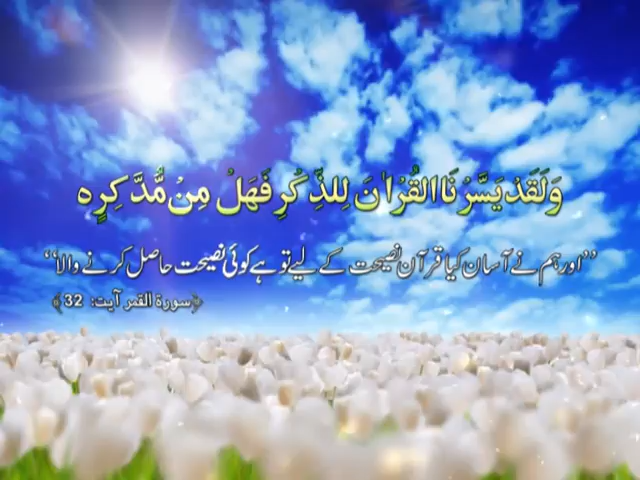 وَلَقَدۡ يَسَّرۡنَا الۡقُرۡاٰنَ لِلذِّكۡرِ فَهَلۡ مِنۡ مُّدَّكِرٍ‏ ه
’’اور ہم نے آسان کیا قرآن نصیحت کے لیے تو ہے کوئی نصیحت حاصل کرنے والا‘‘
﴿سورۃ القمر آیت: 32﴾